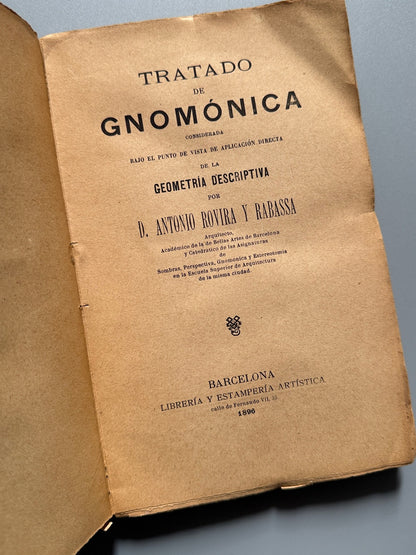 TRATADO
DE
GNOMÓNICA
CONSIDERADA
BAJO EL PUNTO DE VISTA DE APLICACIÓN DIRECTA
DE LA
GEOMETRÍA DESCRIPTIVA
POR
D. ANTONIO ROVIRA Y RABASSA
Arquitecto,
Académico de la de Bellas Artes de Barcelona
y Catedrático de las Asignaturas
de
Sombras, Perspectiva, Gnomónica y Estereotomía
en la Escuela Superior de Arquitectura
de la misma ciudad.
BARCELONA
LIBRERÍA Y ESTAMPERÍA ARTÍSTICA
calle de Fernando VII,
1896